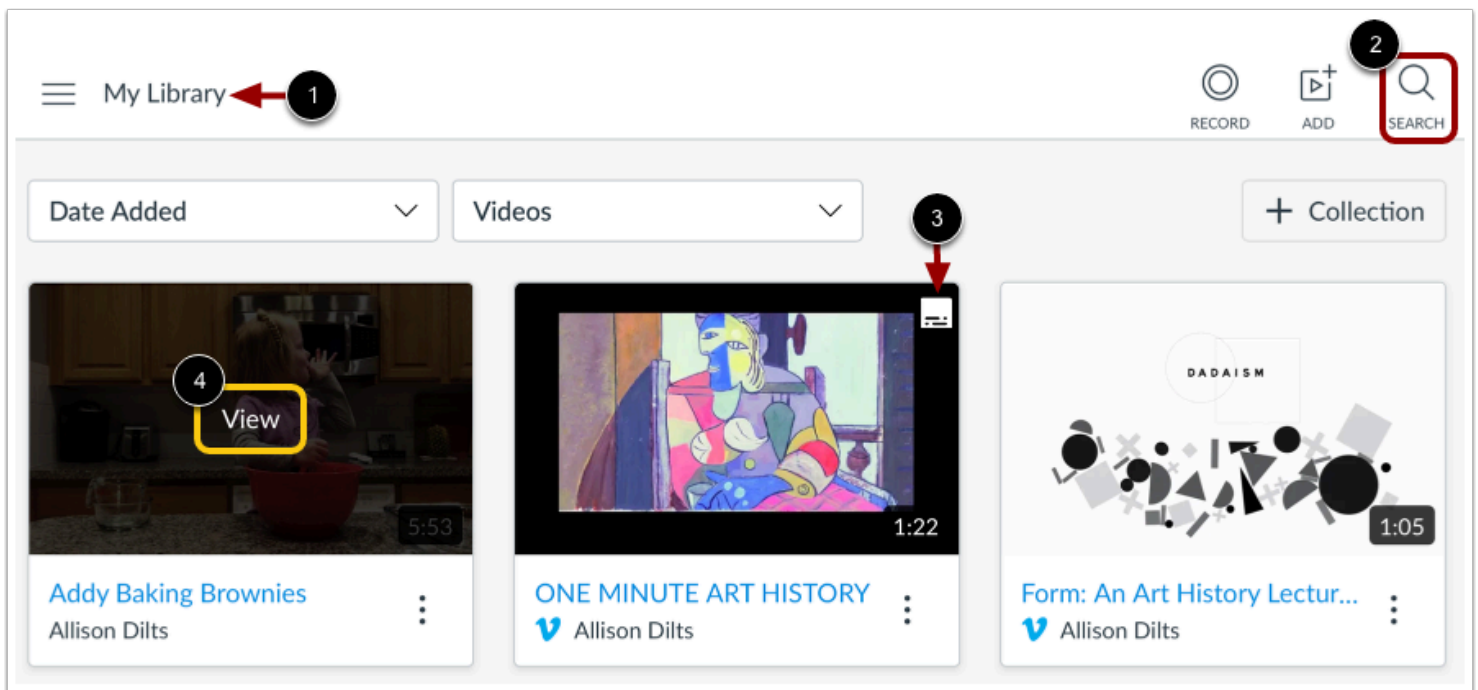 2
My Library
1
RECORD
ADD
SEARCH
Date Added
Videos
3
+ Collection
4
View
5:53
1:22
DADAISM
1:05
Addy Baking Brownies
Allison Dilts
ONE MINUTE ART HISTORY
Allison Dilts
Form: An Art History Lectur...
Allison Dilts